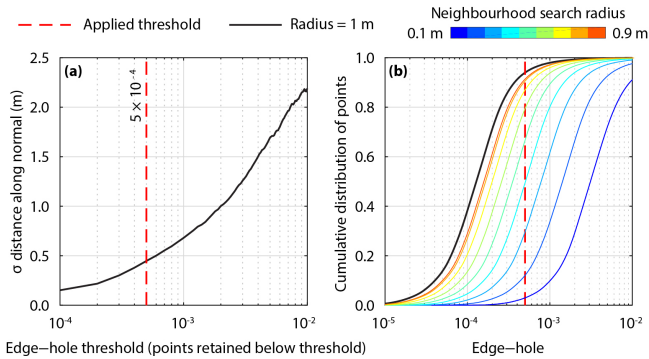 Applied threshold
Radius = 1 m
Neighbourhood search radius
0.1 m
0.9 m
(a)
5 × 10⁻⁴
σ distance along normal (m)
2.5
2.0
1.5
1.0
0.5
0.0
10⁻⁴
10⁻³
10⁻²
Edge−hole threshold (points retained below threshold)
(b)
Cumulative distribution of points
1.0
0.8
0.6
0.4
0.2
0.0
10⁻⁵
10⁻⁴
10⁻³
10⁻²
Edge−hole